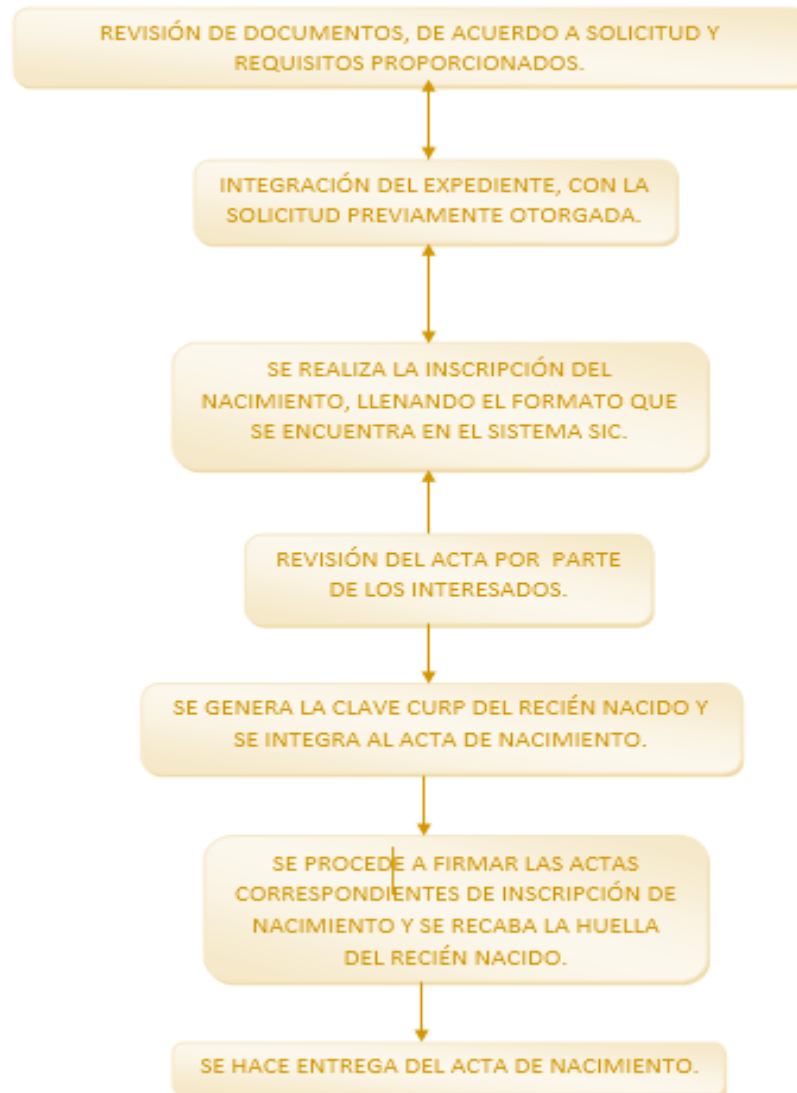 REVISIÓN DE DOCUMENTOS, DE ACUERDO A SOLICITUD Y
REQUISITOS PROPORCIONADOS.
INTEGRACIÓN DEL EXPEDIENTE, CON LA
SOLICITUD PREVIAMENTE OTORGADA.
SE REALIZA LA INSCRIPCIÓN DEL
NACIMIENTO, LLENANDO EL FORMATO QUE
SE ENCUENTRA EN EL SISTEMA SIC.
REVISIÓN DEL ACTA POR PARTE
DE LOS INTERESADOS.
SE GENERA LA CLAVE CURP DEL RECIÉN NACIDO Y
SE INTEGRA AL ACTA DE NACIMIENTO.
SE PROCEDE A FIRMAR LAS ACTAS
CORRESPONDIENTES DE INSCRIPCIÓN DE
NACIMIENTO Y SE RECABA LA HUELLA
DEL RECIÉN NACIDO.
SE HACE ENTREGA DEL ACTA DE NACIMIENTO.